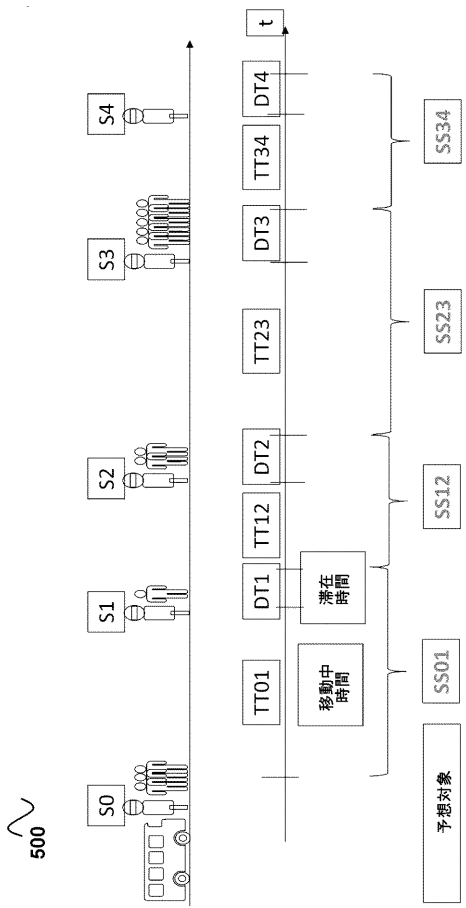 500
S0
S1
S2
S3
S4
t
TT01
DT1
TT12
DT2
TT23
DT3
TT34
DT4
移動中
時間
滞在
時間
予想対象
SS01
SS12
SS23
SS34